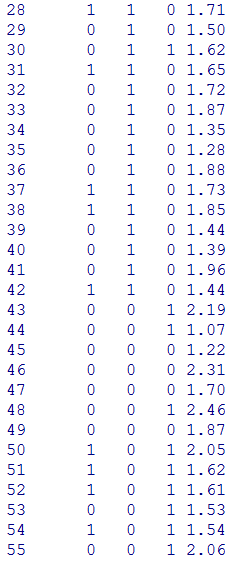 28 1 1 0 1.71
29 0 1 0 1.50
30 0 1 1 1.62
31 1 1 0 1.65
32 0 1 0 1.72
33 0 1 0 1.87
34 0 1 0 1.35
35 0 1 0 1.28
36 0 1 0 1.88
37 1 1 0 1.73
38 1 1 0 1.85
39 0 1 0 1.44
40 0 1 0 1.39
41 0 1 0 1.96
42 1 1 0 1.44
43 0 0 1 2.19
44 0 0 1 1.07
45 0 0 0 1.22
46 0 0 0 2.31
47 0 0 0 1.70
48 0 0 1 2.46
49 0 0 0 1.87
50 1 0 1 2.05
51 1 0 1 1.62
52 1 0 1 1.61
53 0 0 1 1.53
54 1 0 1 1.54
55 0 0 1 2.06